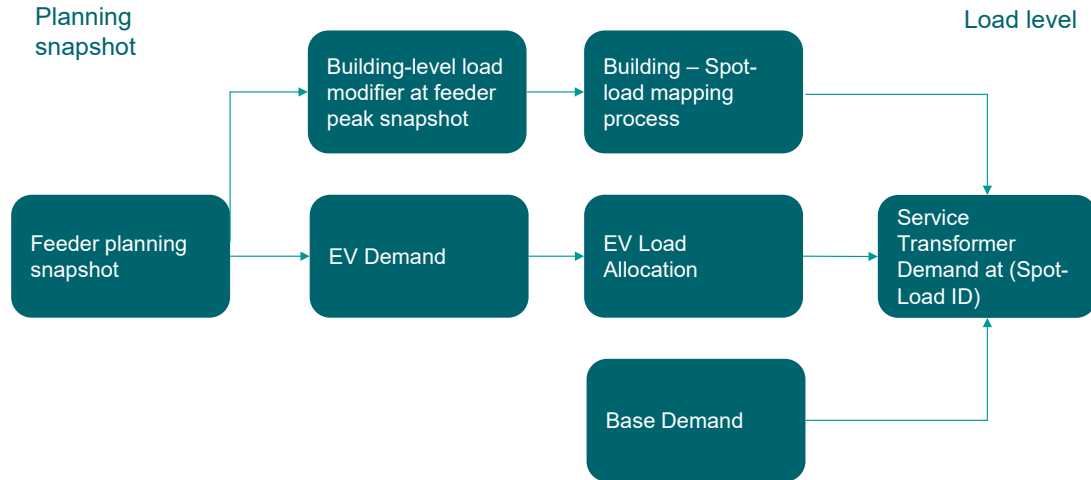 Planning
snapshot
Load level
Building-level load
modifier at feeder
peak snapshot
Building – Spot-
load mapping
process
Feeder planning
snapshot
EV Demand
EV Load
Allocation
Service
Transformer
Demand at (Spot-
Load ID)
Base Demand